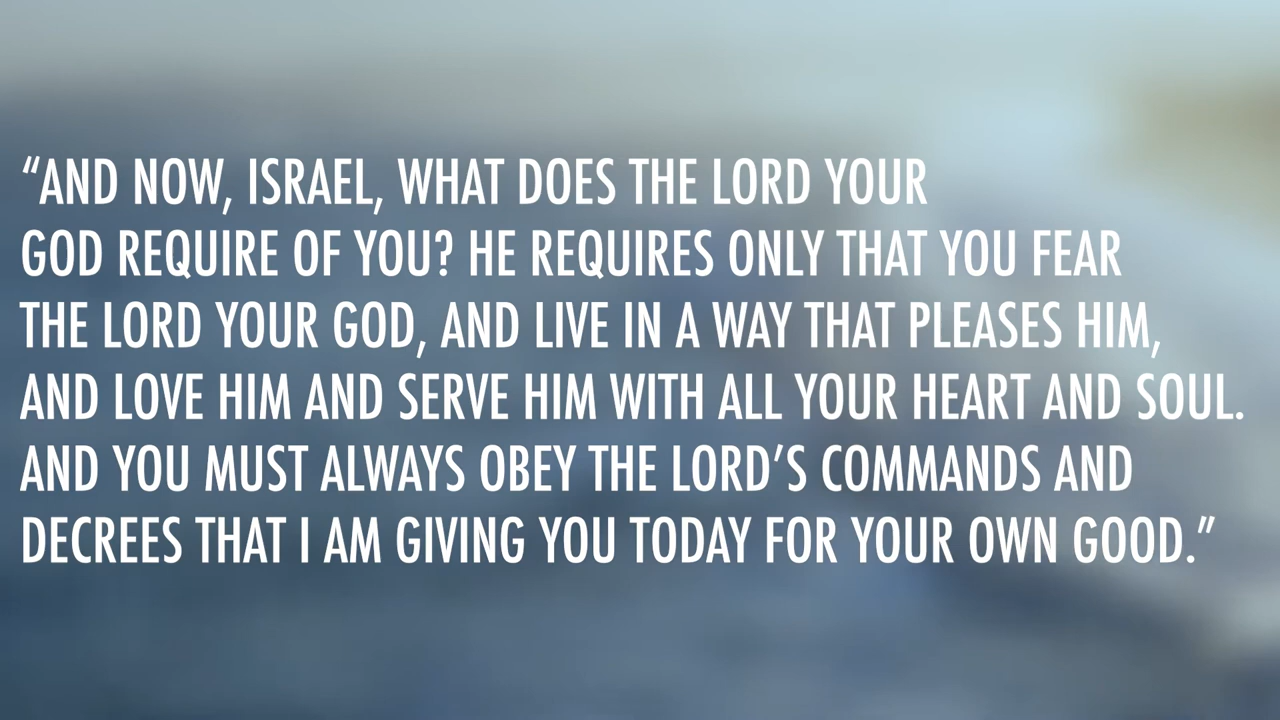 “AND NOW, ISRAEL, WHAT DOES THE LORD YOUR
GOD REQUIRE OF YOU? HE REQUIRES ONLY THAT YOU FEAR
THE LORD YOUR GOD, AND LIVE IN A WAY THAT PLEASES HIM,
AND LOVE HIM AND SERVE HIM WITH ALL YOUR HEART AND SOUL.
AND YOU MUST ALWAYS OBEY THE LORD’S COMMANDS AND
DECREES THAT I AM GIVING YOU TODAY FOR YOUR OWN GOOD.”